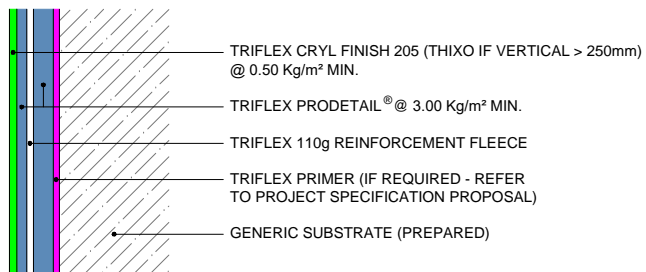 TRIFLEX CRYL FINISH 205 (THIXO IF VERTICAL > 250mm)
@ 0.50 Kg/m² MIN.
TRIFLEX PRODETAIL® @ 3.00 Kg/m² MIN.
TRIFLEX 110g REINFORCEMENT FLEECE
TRIFLEX PRIMER (IF REQUIRED - REFER
TO PROJECT SPECIFICATION PROPOSAL)
GENERIC SUBSTRATE (PREPARED)